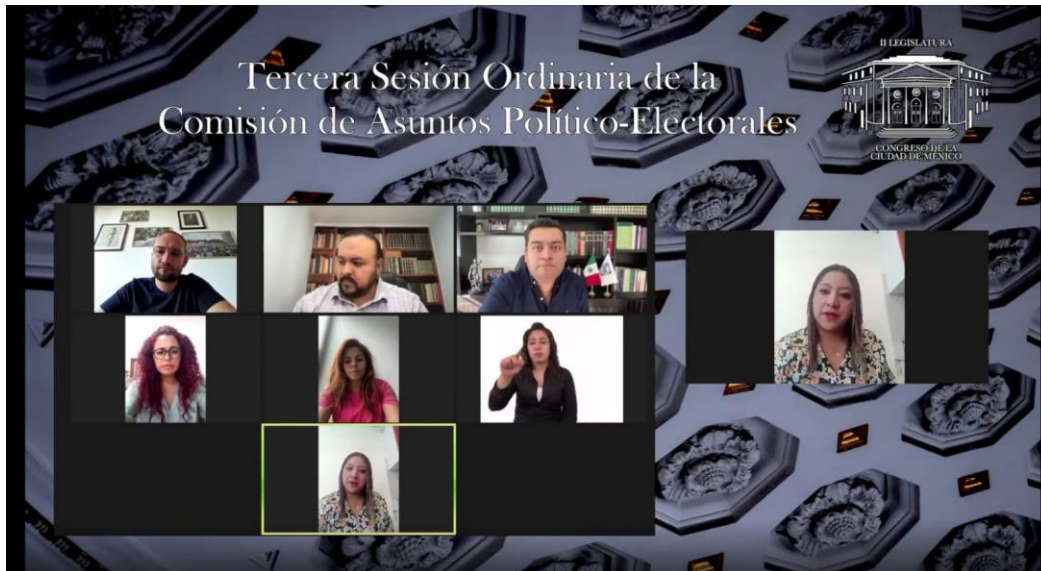 Tercera Sesión Ordinaria de la
Comisión de Asuntos Político-Electorales
II LEGISLATURA
CONGRESO DE LA
CIUDAD DE MÉXICO